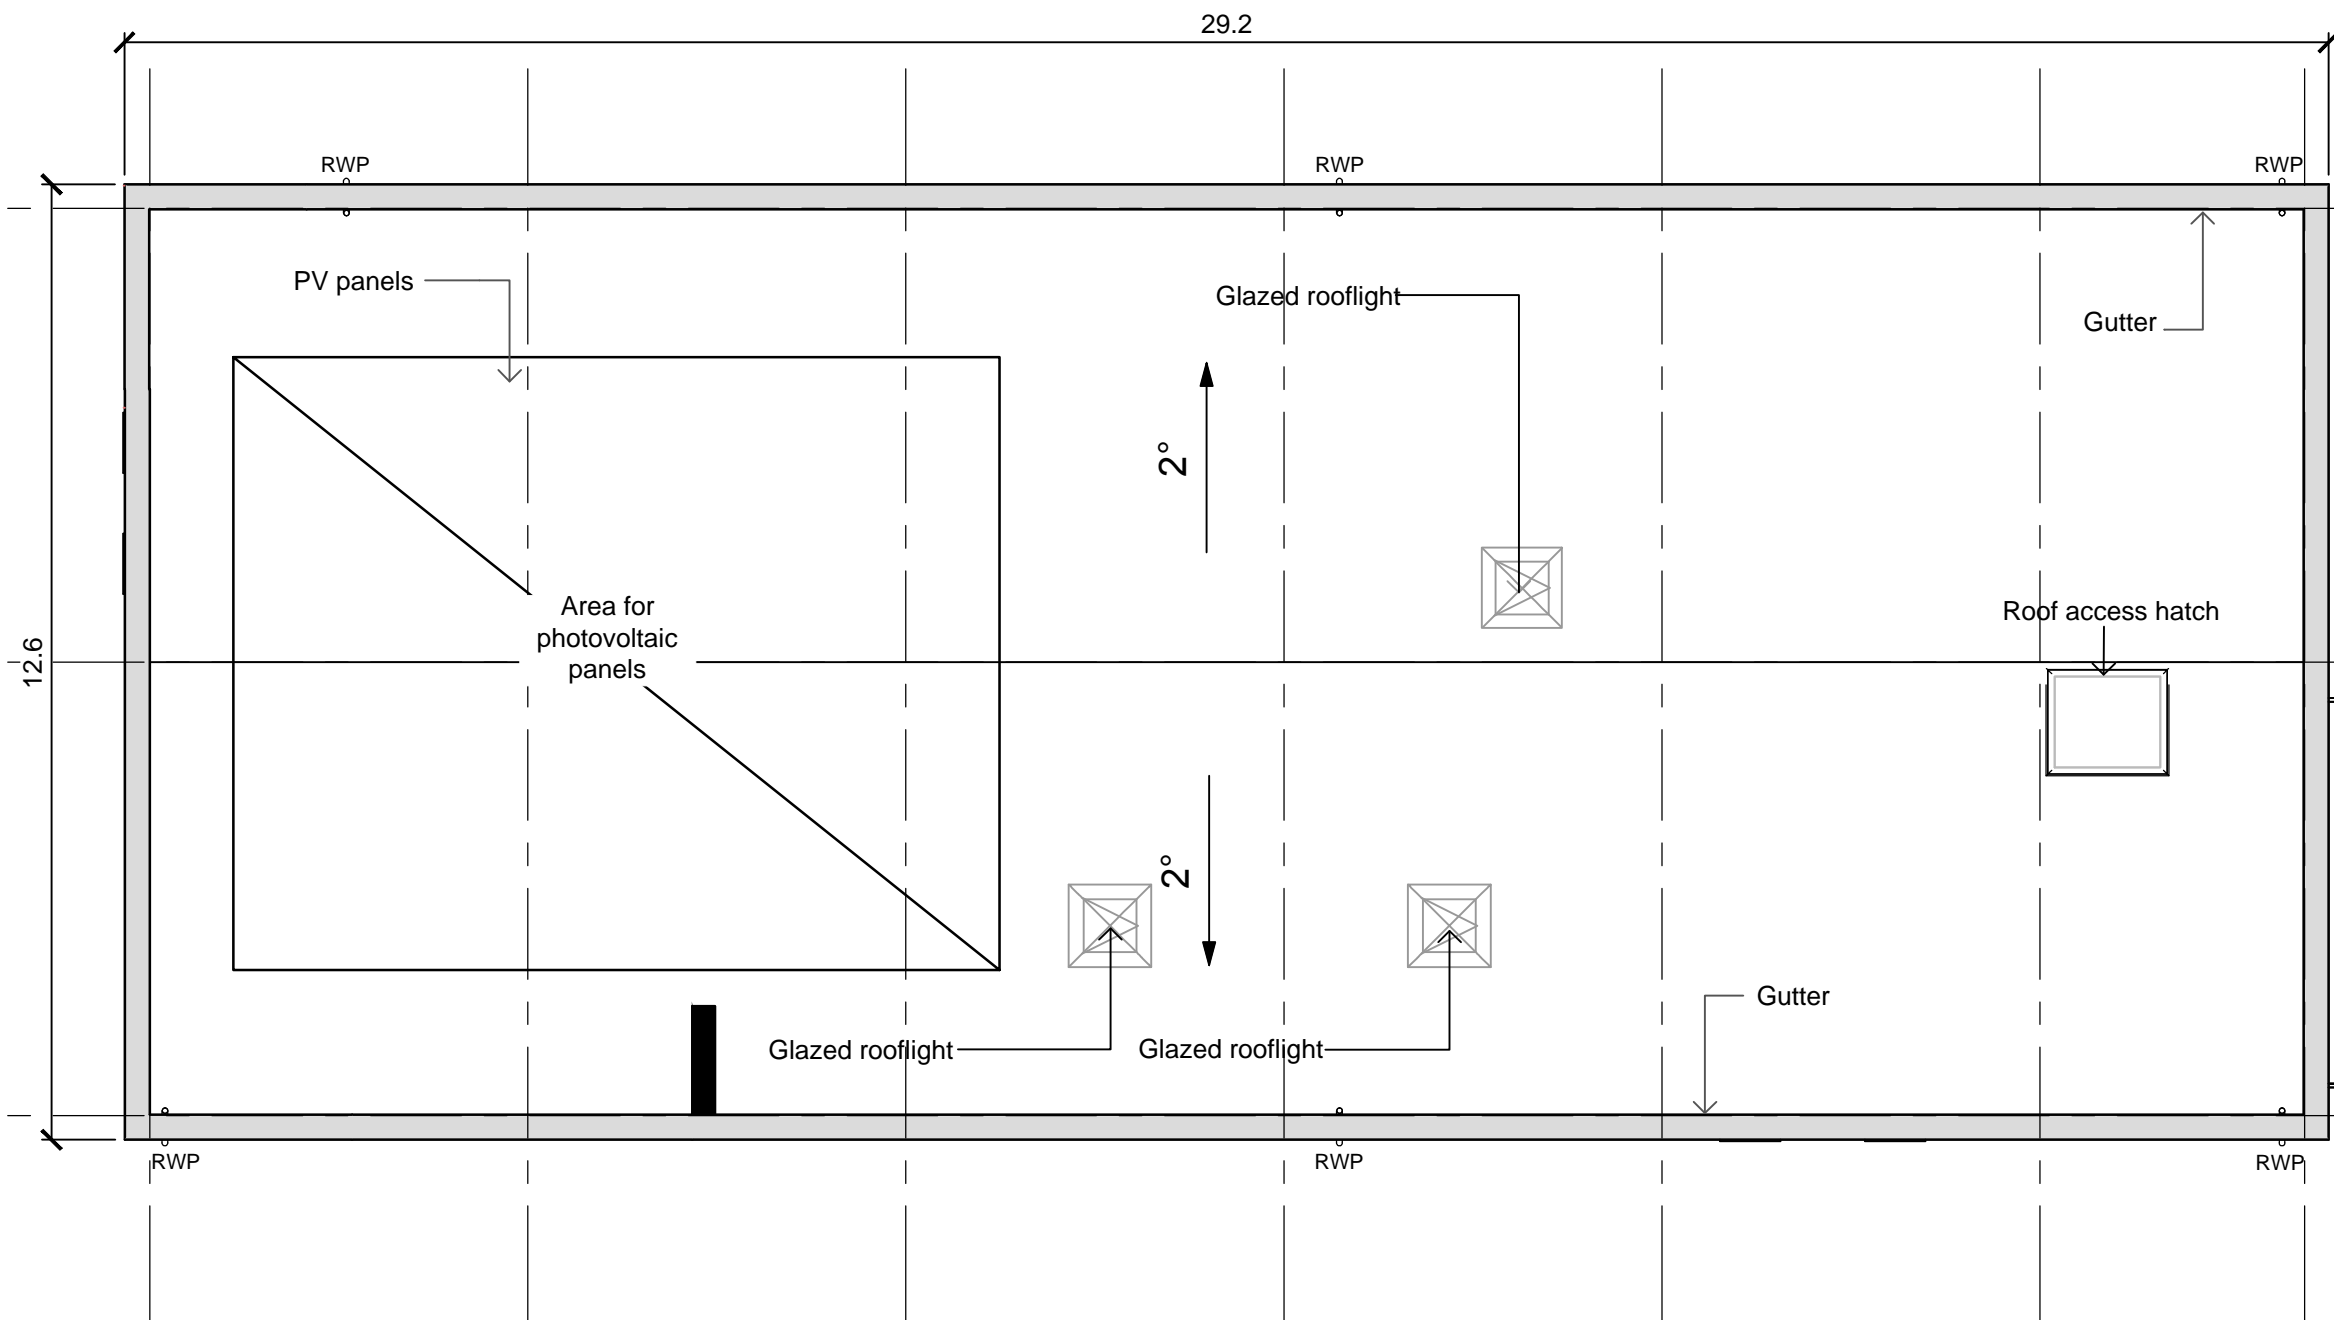 29.2
RWP
RWP
RWP
PV panels
Glazed rooflight
Gutter
2°
12.6
Area for
photovoltaic
panels
Roof access hatch
2°
Gutter
Glazed rooflight
Glazed rooflight
RWP
RWP
RWP